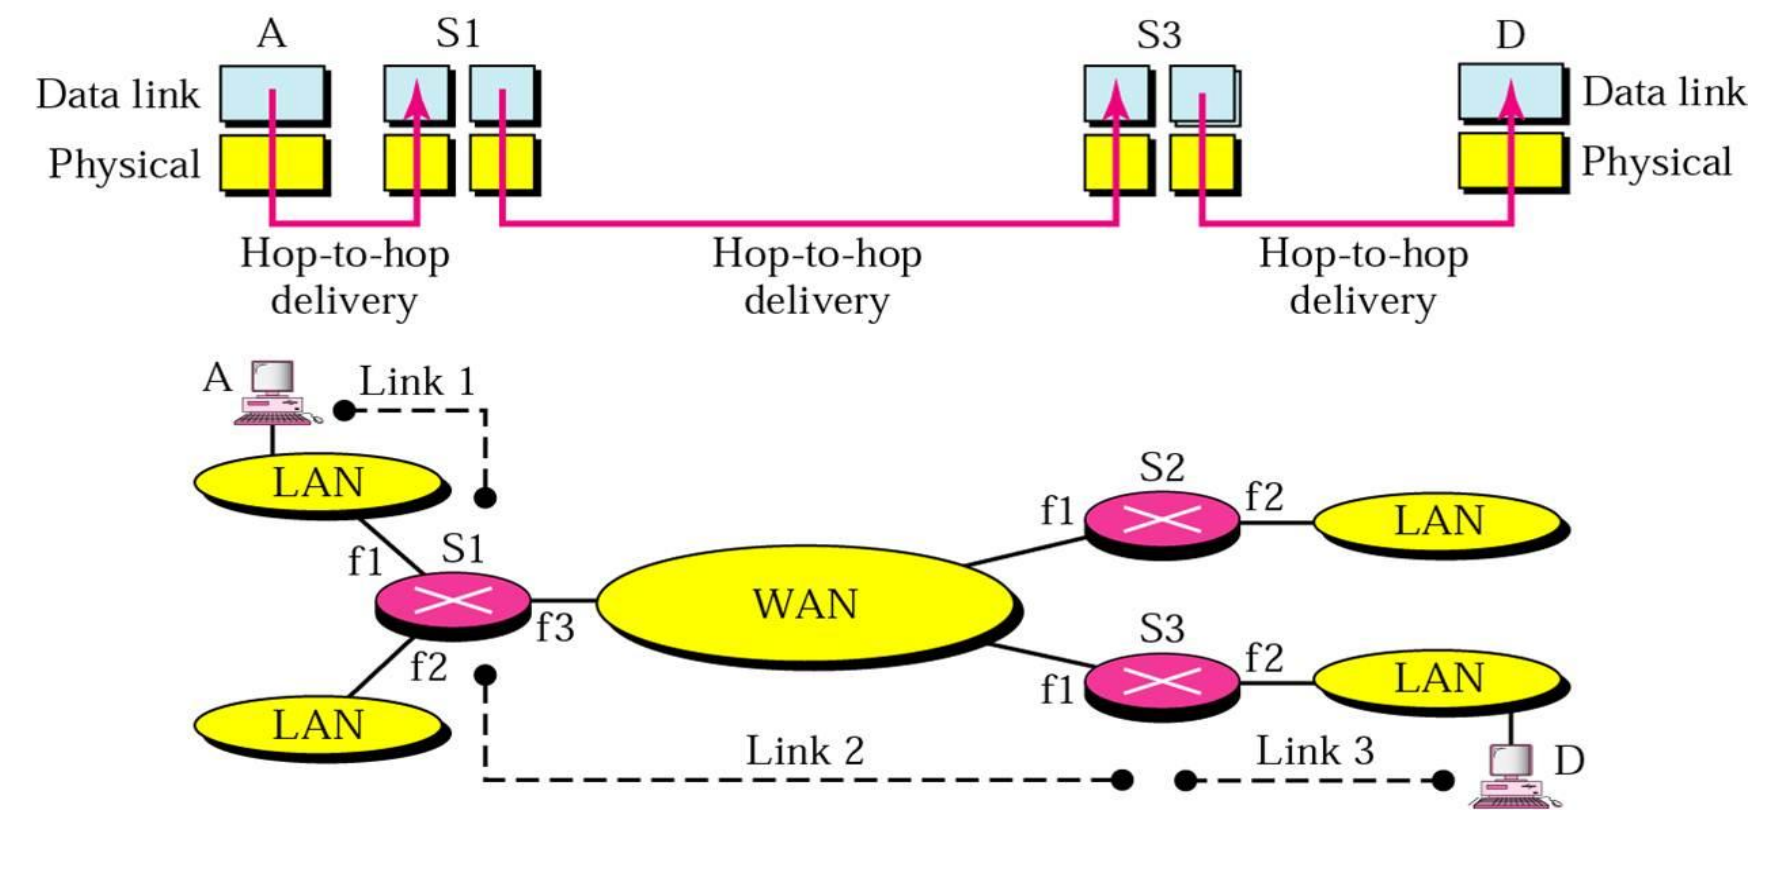 A S1 S3 D
Data link Data link
Physical Physical
Hop-to-hop Hop-to-hop Hop-to-hop
delivery delivery delivery
A Link 1
LAN
S2
f1 f2 LAN
f1 S1
WAN
f3
S3
f2 f2 LAN
f1
LAN
Link 2 Link 3 D